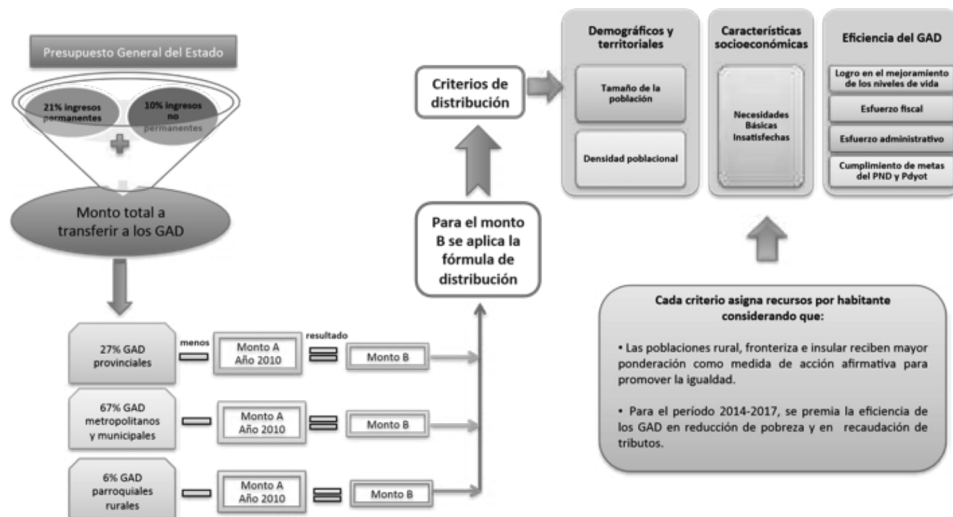 Presupuesto General del Estado
21% ingresos
permanentes
10% ingresos
no
permanentes
Monto total a
transferir a los GAD
27% GAD
provinciales
menos
Monto A
Año 2010
resultado
Monto B
67% GAD
metropolitanos
y municipales
Monto A
Año 2010
Monto B
6% GAD
parroquiales
rurales
Monto A
Año 2010
Monto B
Para el monto
B se aplica la
fórmula de
distribución
Criterios de
distribución
Demográficos y
territoriales
Tamaño de la
población
Densidad poblacional
Características
socioeconómicas
Necesidades
Básicas
Insatisfechas
Eficiencia del GAD
Logro en el mejoramiento
de los niveles de vida
Esfuerzo fiscal
Esfuerzo administrativo
Cumplimiento de metas
del PND y Pdyot
Cada criterio asigna recursos por habitante
considerando que:
• Las poblaciones rural, fronteriza e insular reciben mayor
ponderación como medida de acción afirmativa para
promover la igualdad.
• Para el período 2014-2017, se premia la eficiencia de
los GAD en reducción de pobreza y en recaudación de
tributos.